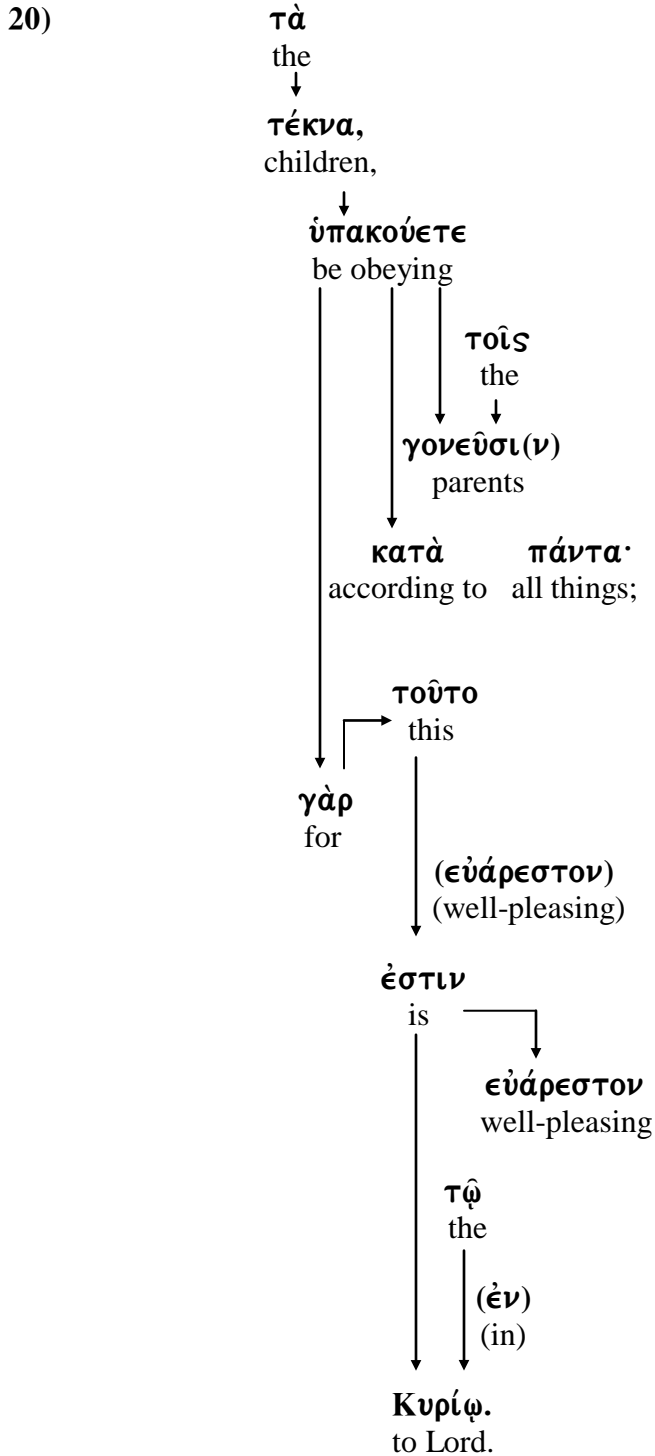 20) τὰ
the
τέκνα,
children,
ὑπακούετε
be obeying
τοῖς
the
γονεῦσι(ν)
parents
κατὰ πάντα·
according to all things;
τοῦτο
this
γὰρ
for
(εὐάρεστον)
(well-pleasing)
ἐστιν
is
εὐάρεστον
well-pleasing
τῷ
the
(ἐν)
(in)
Κυρίῳ.
to Lord.